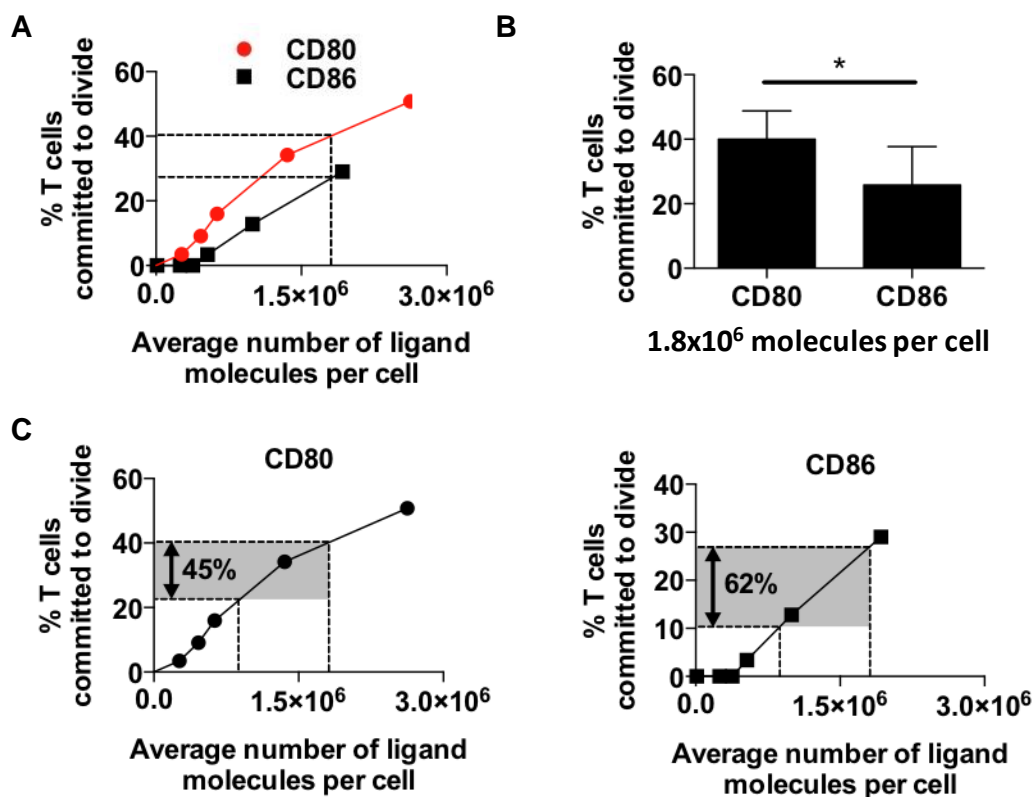 A
CD80
CD86
% T cells
committed to divide
60
40
20
0
0.0
1.5×10⁶
3.0×10⁶
Average number of ligand
molecules per cell
B
*
% T cells
committed to divide
60
40
20
0
CD80
CD86
1.8x10⁶ molecules per cell
C
CD80
% T cells
committed to divide
60
40
20
0
45%
0.0
1.5×10⁶
3.0×10⁶
Average number of ligand
molecules per cell
CD86
% T cells
committed to divide
40
30
20
10
0
62%
0.0
1.5×10⁶
3.0×10⁶
Average number of ligand
molecules per cell